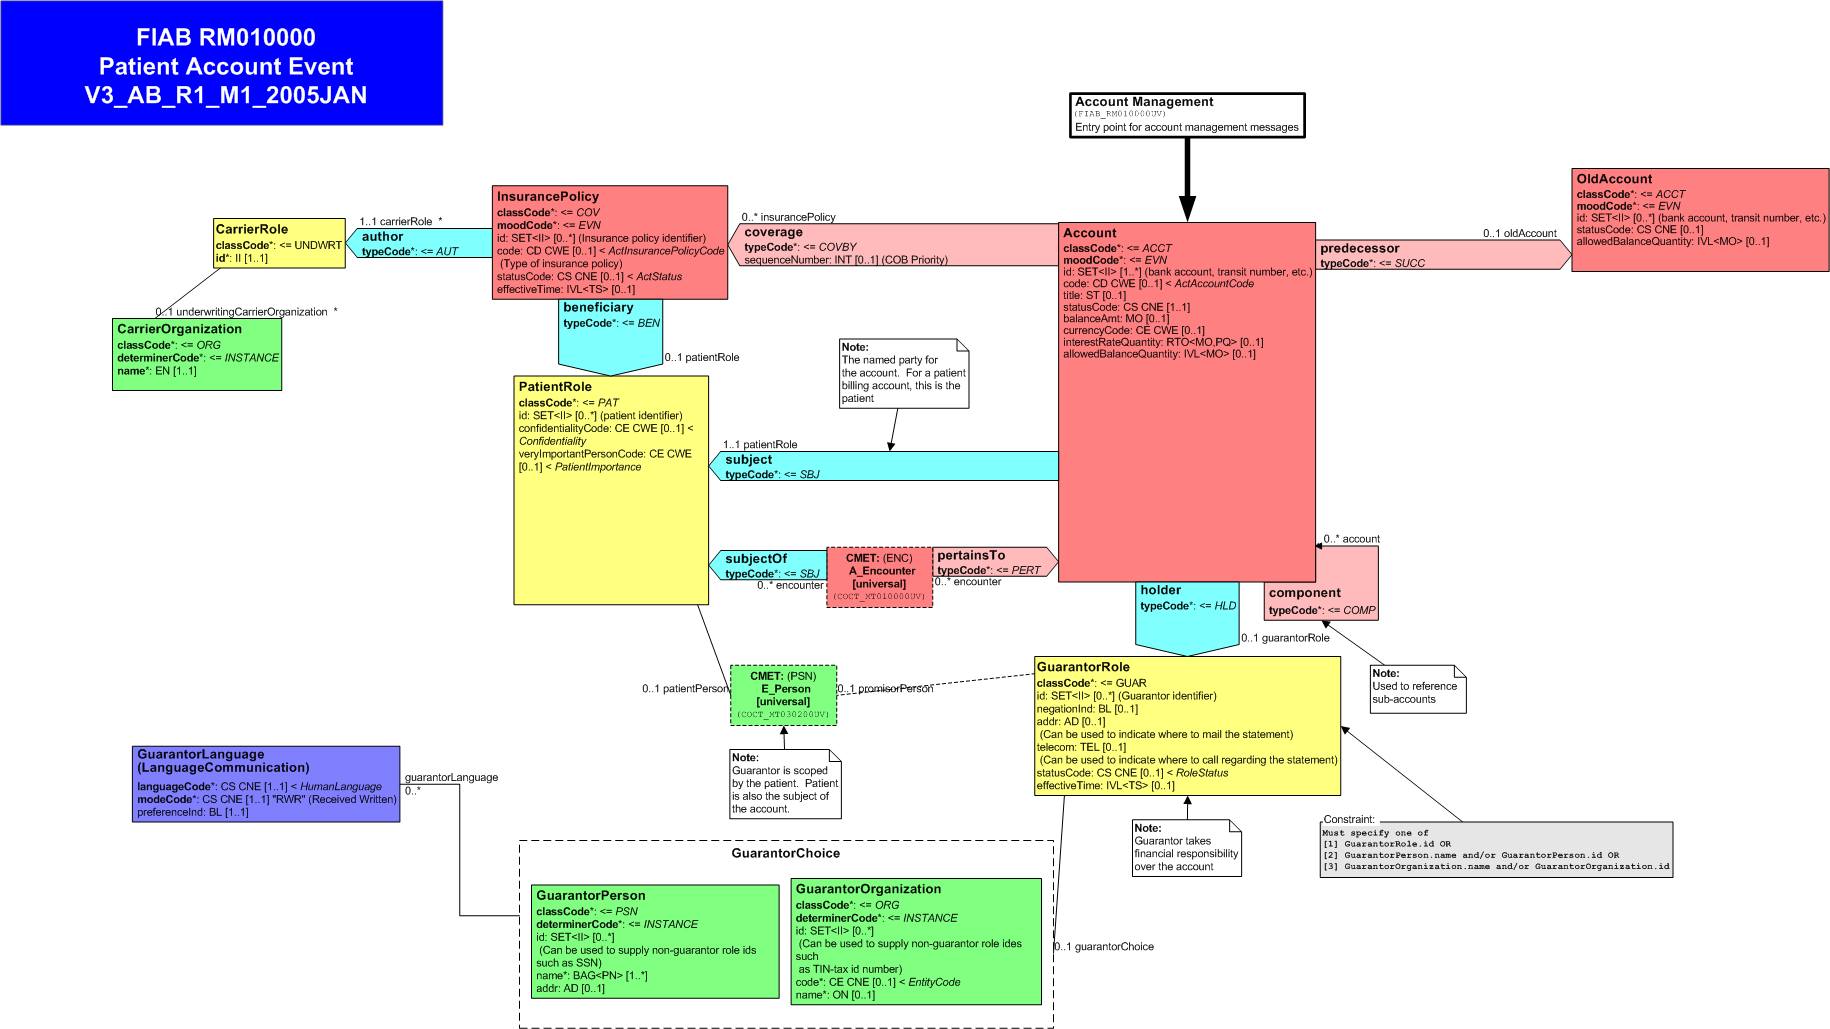 FIAB RM010000
Patient Account Event
V3_AB_R1_M1_2005JAN
Account Management
(FIAB_RM010000UV)
Entry point for account management messages
OldAccount
classCode*: <= ACCT
moodCode*: <= EVN
id: SET<II> [0..*] (bank account, transit number, etc.)
statusCode: CS CNE [0..1]
allowedBalanceQuantity: IVL<MO> [0..1]
0..1 oldAccount
predecessor
typeCode*: <= SUCC
InsurancePolicy
classCode*: <= COV
moodCode*: <= EVN
id: SET<II> [0..*] (Insurance policy identifier)
code: CD CWE [0..1] < ActInsurancePolicyCode
(Type of insurance policy)
statusCode: CS CNE [0..1] < ActStatus
effectiveTime: IVL<TS> [0..1]
0..* insurancePolicy
coverage
typeCode*: <= COVBY
sequenceNumber: INT [0..1] (COB Priority)
Account
classCode*: <= ACCT
moodCode*: <= EVN
id: SET<II> [1..*] (bank account, transit number, etc.)
code: CD CWE [0..1] < ActAccountCode
title: ST [0..1]
statusCode: CS CNE [1..1]
balanceAmt: MO [0..1]
currencyCode: CE CWE [0..1]
interestRateQuantity: RTO<MO,PQ> [0..1]
allowedBalanceQuantity: IVL<MO> [0..1]
1..1 carrierRole *
author
typeCode*: <= AUT
CarrierRole
classCode*: <= UNDWRT
id*: II [1..1]
0..1 underwritingCarrierOrganization *
CarrierOrganization
classCode*: <= ORG
determinerCode*: <= INSTANCE
name*: EN [1..1]
beneficiary
typeCode*: <= BEN
0..1 patientRole
Note:
The named party for
the account. For a patient
billing account, this is the
patient
PatientRole
classCode*: <= PAT
id: SET<II> [0..*] (patient identifier)
confidentialityCode: CE CWE [0..1] <
Confidentiality
veryImportantPersonCode: CE CWE
[0..1] < PatientImportance
1..1 patientRole
subject
typeCode*: <= SBJ
subjectOf
typeCode*: <= SBJ
0..* encounter
CMET: (ENC)
A_Encounter
[universal]
(COCT_MT010000UV)
pertainsTo
typeCode*: <= PERT
0..* encounter
0..* account
component
typeCode*: <= COMP
holder
typeCode*: <= HLD
0..1 guarantorRole
Note:
Used to reference
sub-accounts
GuarantorRole
classCode*: <= GUAR
id: SET<II> [0..*] (Guarantor identifier)
negationInd: BL [0..1]
addr: AD [0..1]
(Can be used to indicate where to mail the statement)
telecom: TEL [0..1]
(Can be used to indicate where to call regarding the statement)
statusCode: CS CNE [0..1] < RoleStatus
effectiveTime: IVL<TS> [0..1]
0..1 patientPerson
CMET: (PSN)
E_Person
[universal]
(COCT_MT030200UV)
0..1 promisorPerson
Note:
Guarantor is scoped
by the patient. Patient
is also the subject of
the account.
Note:
Guarantor takes
financial responsibility
over the account
Constraint:
Must specify one of
[1] GuarantorRole.id OR
[2] GuarantorPerson.name and/or GuarantorPerson.id OR
[3] GuarantorOrganization.name and/or GuarantorOrganization.id
GuarantorLanguage
(LanguageCommunication)
languageCode*: CS CNE [1..1] < HumanLanguage
modeCode*: CS CNE [1..1] "RWR" (Received Written)
preferenceInd: BL [1..1]
guarantorLanguage
0..*
GuarantorChoice
GuarantorPerson
classCode*: <= PSN
determinerCode*: <= INSTANCE
id: SET<II> [0..*]
(Can be used to supply non-guarantor role ids
such as SSN)
name*: BAG<PN> [1..*]
addr: AD [0..1]
GuarantorOrganization
classCode*: <= ORG
determinerCode*: <= INSTANCE
id: SET<II> [0..*]
(Can be used to supply non-guarantor role ides
such
as TIN-tax id number)
code*: CE CNE [0..1] < EntityCode
name*: ON [0..1]
0..1 guarantorChoice